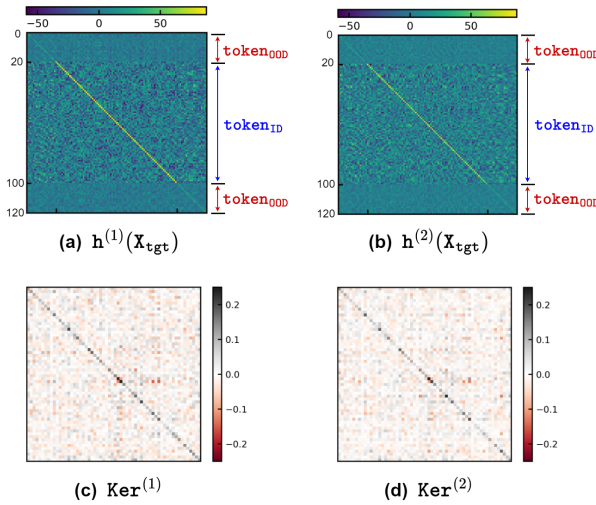 −50 0 50
−50 0 50
0
20
100
120
token_OOD
token_ID
token_OOD
0
20
100
120
token_OOD
token_ID
token_OOD
(a) h^(1)(X_tgt)
(b) h^(2)(X_tgt)
0.2
0.1
0.0
−0.1
−0.2
0.2
0.1
0.0
−0.1
−0.2
(c) Ker^(1)
(d) Ker^(2)